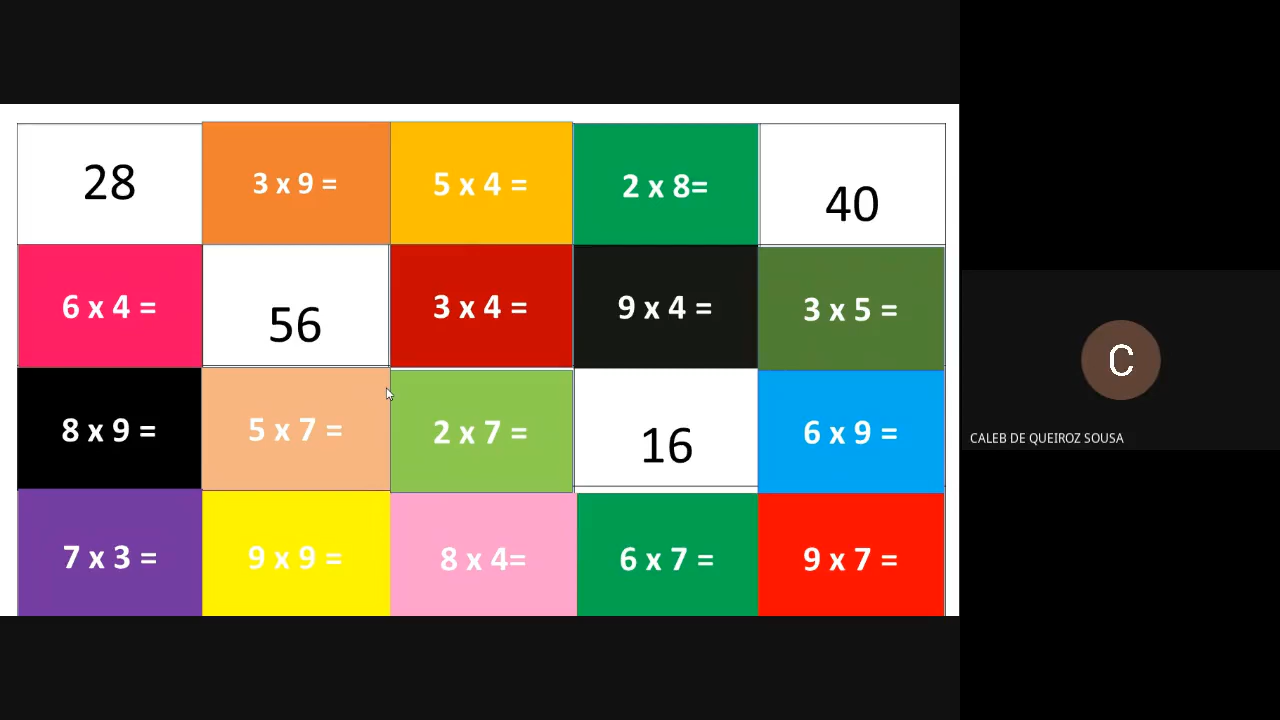 28 3 x 9 = 5 x 4 = 2 x 8= 40
6 x 4 = 56 3 x 4 = 9 x 4 = 3 x 5 =
8 x 9 = 5 x 7 = 2 x 7 = 16 6 x 9 =
7 x 3 = 9 x 9 = 8 x 4= 6 x 7 = 9 x 7 =
C
CALEB DE QUEIROZ SOUSA